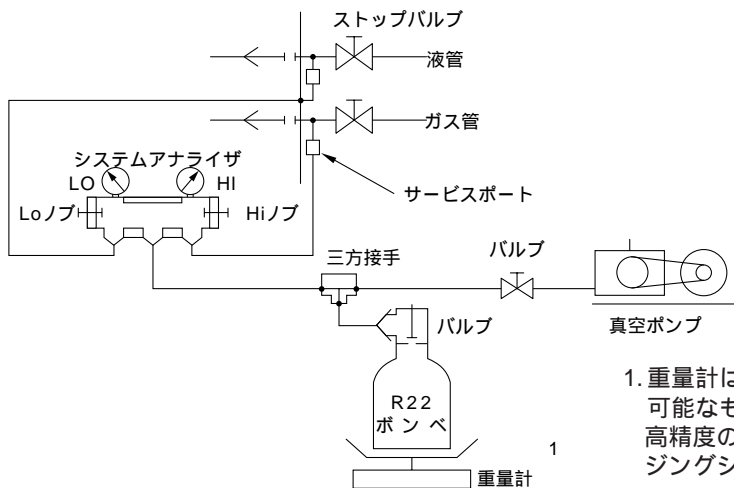 ストップバルブ
液管
ガス管
システムアナライザ
LO
HI
サービスポート
Loノブ
Hiノブ
バルブ
三方接手
バルブ
真空ポンプ
R22
ボンベ
1
重量計
1.重量計は
可能なも
高精度の
ジングシ